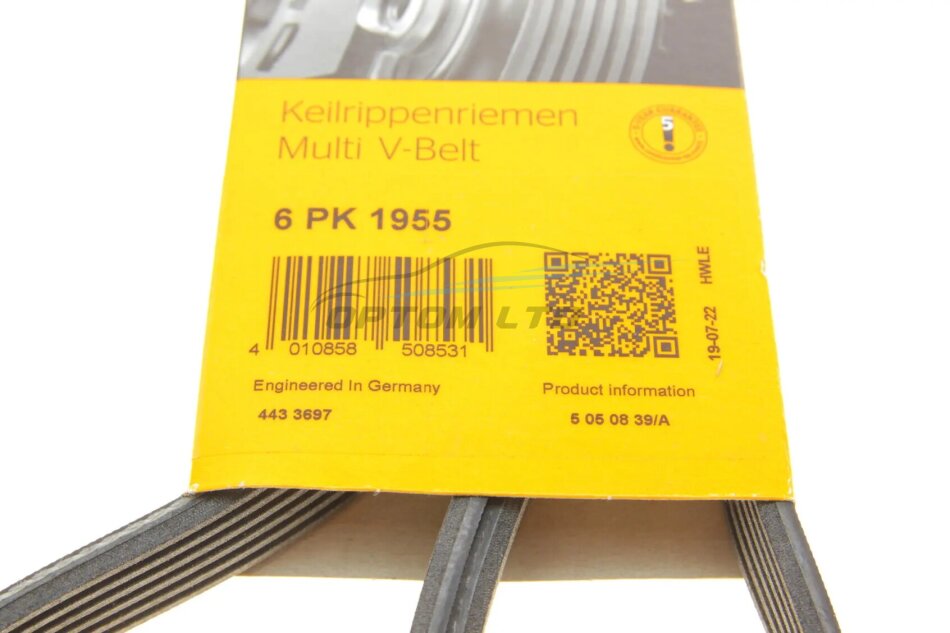 Keilrippenriemen
Multi V-Belt
5
6 PK 1955
4 010858 508531
OPTOM LTD
19-07-22 HWLE
Engineered In Germany
Product information
443 3697
5 05 08 39/A